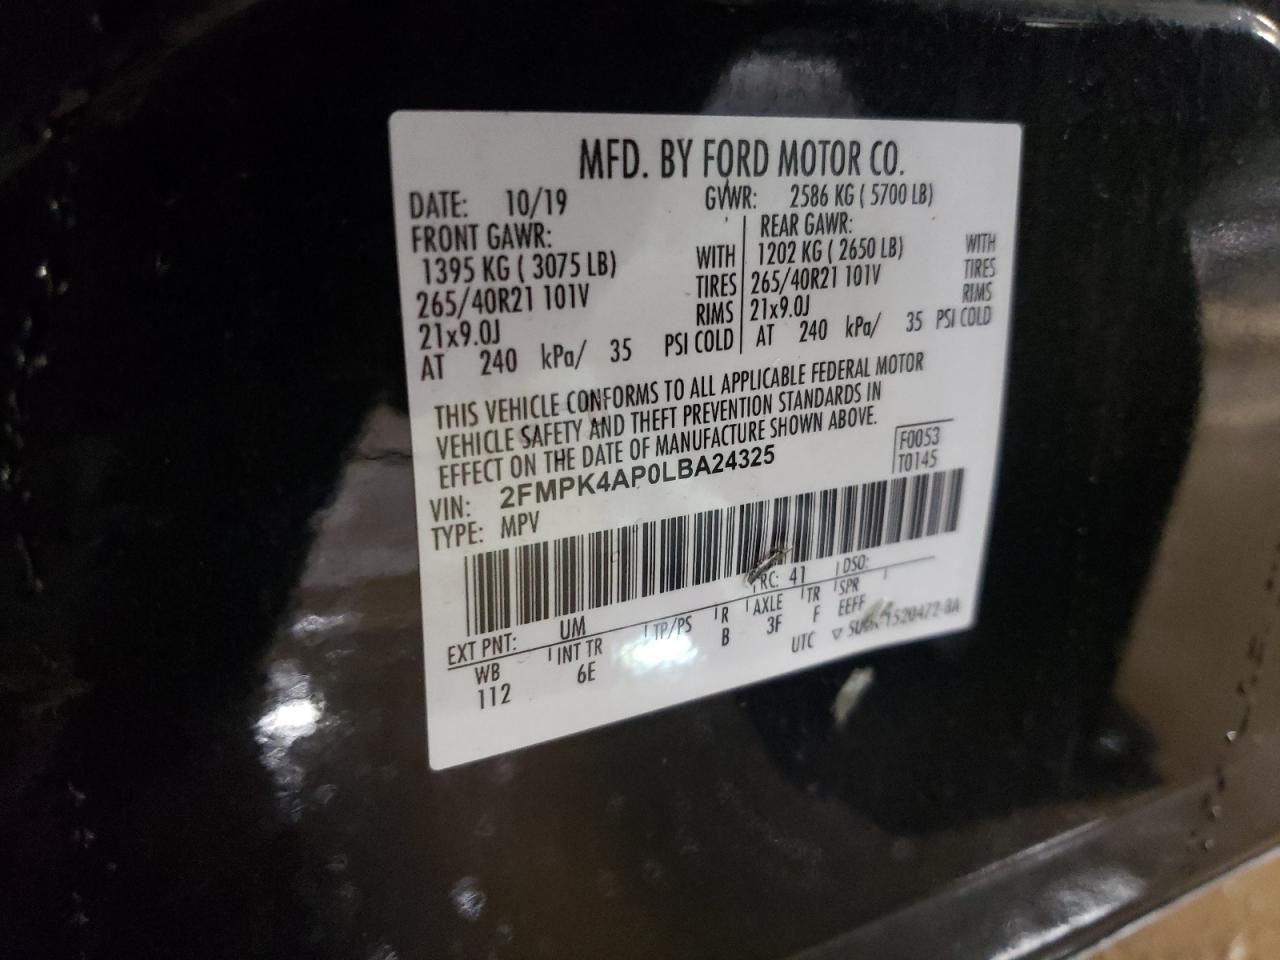 MFD. BY FORD MOTOR CO.
DATE: 10/19 GVWR: 2586 KG ( 5700 LB)
FRONT GAWR:
1395 KG ( 3075 LB) WITH
265/40R21 101V TIRES
21x9.0J RIMS
AT 240 kPa/ 35 PSI COLD
REAR GAWR:
1202 KG ( 2650 LB) WITH
265/40R21 101V TIRES
21x9.0J RIMS
AT 240 kPa/ 35 PSI COLD
THIS VEHICLE CONFORMS TO ALL APPLICABLE FEDERAL MOTOR
VEHICLE SAFETY AND THEFT PREVENTION STANDARDS IN
EFFECT ON THE DATE OF MANUFACTURE SHOWN ABOVE.
F0053
T0145
VIN: 2FMPK4AP0LBA24325
TYPE: MPV
EXT PNT: UM RC: 41 DSO:
WB INT TR TP/PS R AXLE TR SPR
112 6E B 3F F EEFF
UTC